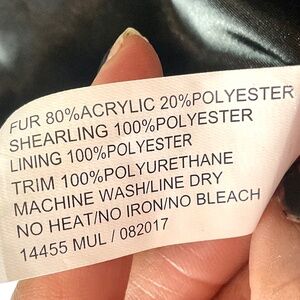 FUR 80%ACRYLIC 20%POLYESTER
SHEARLING 100%POLYESTER
LINING 100%POLYESTER
TRIM 100%POLYURETHANE
MACHINE WASH/LINE DRY
NO HEAT/NO IRON/NO BLEACH
14455 MUL / 082017